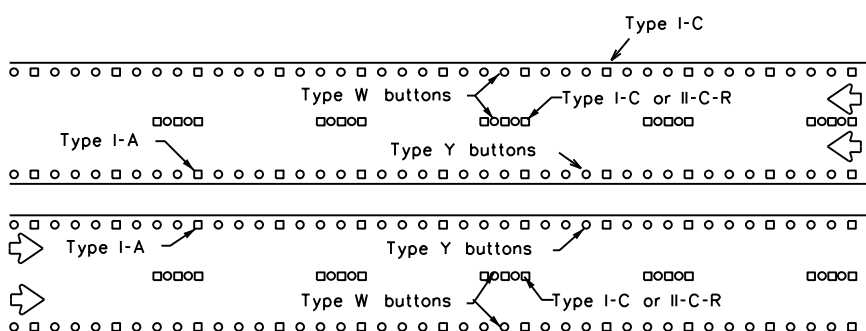 Type I-C
Type W buttons
Type I-C or II-C-R
Type I-A
Type Y buttons
Type I-A
Type Y buttons
Type W buttons
Type I-C or II-C-R